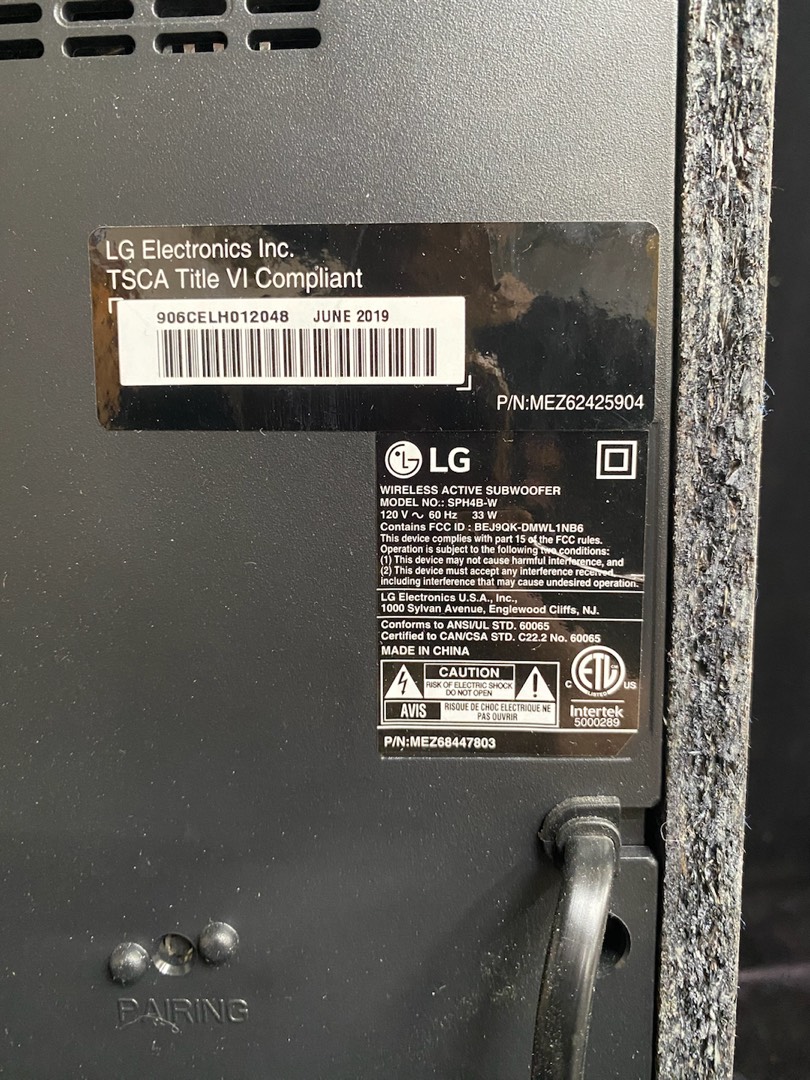 LG Electronics Inc.
TSCA Title VI Compliant
906CELH012048 JUNE 2019
P/N:MEZ62425904
LG
WIRELESS ACTIVE SUBWOOFER
MODEL NO.: SPH4B-W
120 V ~ 60 Hz 33 W
Contains FCC ID : BEJ9QK-DMWL1NB6
This device complies with part 15 of the FCC rules.
Operation is subject to the following two conditions:
(1) This device may not cause harmful interference, and
(2) This device must accept any interference received,
including interference that may cause undesired operation.
LG Electronics U.S.A., Inc.,
1000 Sylvan Avenue, Englewood Cliffs, NJ.
Conforms to ANSI/UL STD. 60065
Certified to CAN/CSA STD. C22.2 No. 60065
MADE IN CHINA
CAUTION
RISK OF ELECTRIC SHOCK
DO NOT OPEN
AVIS
RISQUE DE CHOC ELECTRIQUE NE
PAS OUVRIR
C ETL US
LISTED
Intertek
5000289
P/N:MEZ68447803
PAIRING